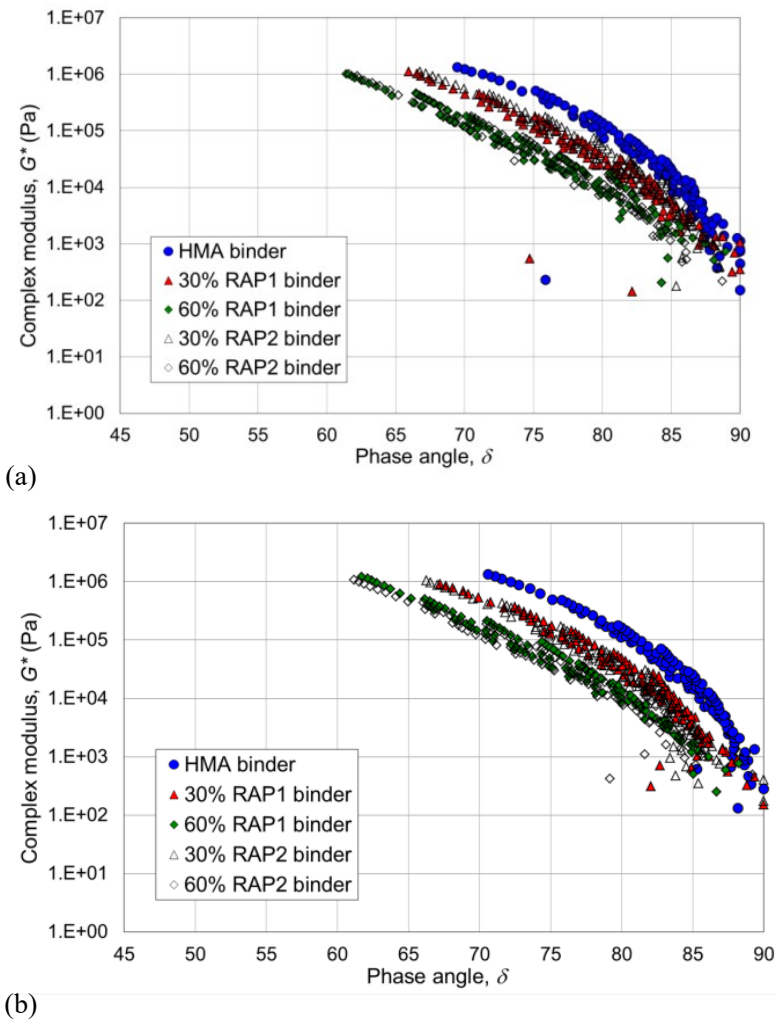 1.E+07
1.E+06
1.E+05
1.E+04
1.E+03
1.E+02
1.E+01
1.E+00
Complex modulus, G* (Pa)
HMA binder
30% RAP1 binder
60% RAP1 binder
30% RAP2 binder
60% RAP2 binder
45 50 55 60 65 70 75 80 85 90
Phase angle, δ
(a)
1.E+07
1.E+06
1.E+05
1.E+04
1.E+03
1.E+02
1.E+01
1.E+00
Complex modulus, G* (Pa)
HMA binder
30% RAP1 binder
60% RAP1 binder
30% RAP2 binder
60% RAP2 binder
45 50 55 60 65 70 75 80 85 90
Phase angle, δ
(b)